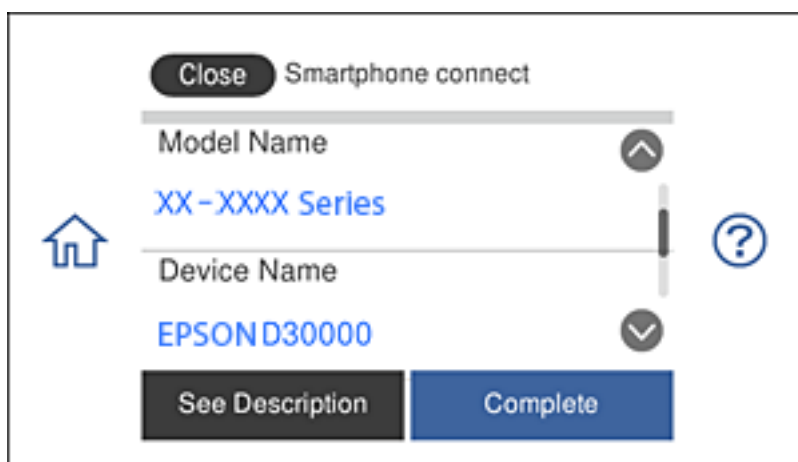 Close Smartphone connect
Model Name
XX-XXXX Series
Device Name
EPSON D30000
See Description Complete
?